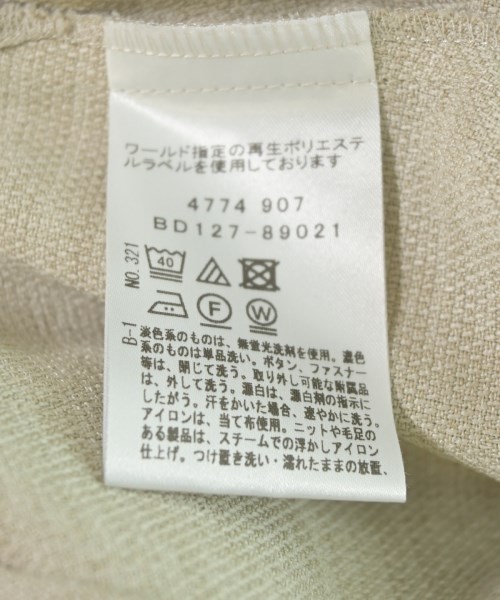 ワールド指定の再生ポリエステ
ルラベルを使用しております
4774 907
BD127-89021
NO. 321
40
F
W
B-1
淡色系のものは、無蛍光洗剤を使用。濃色
系のものは単品洗い。ボタン、ファスナー
等は、閉じて洗う。取り外し可能な附属品
は、外して洗う。漂白は、漂白剤の指示に
したがう。汗をかいた場合、速やかに洗う。
アイロンは、当て布使用。ニットや毛足の
ある製品は、スチームでの浮かしアイロン
仕上げ。つけ置き洗い・濡れたままの放置、